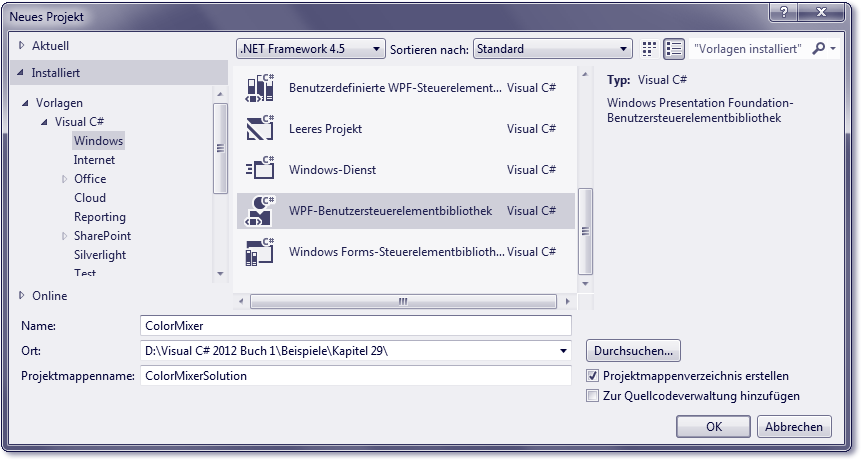 Neues Projekt
Aktuell
Installiert
Vorlagen
Visual C#
Windows
Internet
Office
Cloud
Reporting
SharePoint
Silverlight
Test
Online
.NET Framework 4.5
Sortieren nach: Standard
"Vorlagen installiert"
Benutzerdefinierte WPF-Steuerelement... Visual C#
Leeres Projekt Visual C#
Windows-Dienst Visual C#
WPF-Benutzersteuerelementbibliothek Visual C#
Windows Forms-Steuerelementbiblioth... Visual C#
Typ: Visual C#
Windows Presentation Foundation-
Benutzersteuerelementbibliothek
Name: ColorMixer
Ort: D:\Visual C# 2012 Buch 1\Beispiele\Kapitel 29\
Durchsuchen...
Projektmappenname: ColorMixerSolution
Projektmappenverzeichnis erstellen
Zur Quellcodeverwaltung hinzufügen
OK
Abbrechen